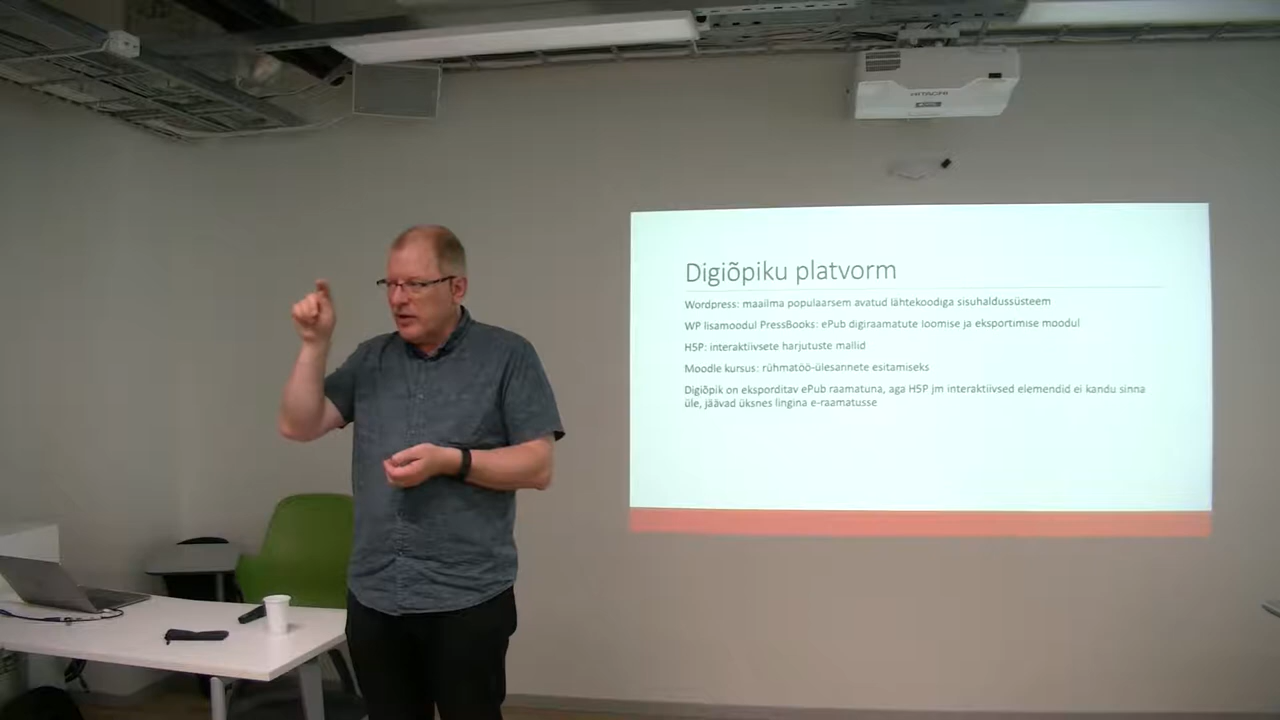 HITACHI
Digiõpiku platvorm
Wordpress: maailma populaarsem avatud lähtekoodiga sisuhaldussüsteem
WP lisamoodul PressBooks: ePub digiraamatute loomise ja eksportimise moodul
H5P: interaktiivsete harjutuste mallid
Moodle kursus: rühmatöö-ülesannete esitamiseks
Digiõpik on eksporditav ePub raamatuna, aga H5P jm interaktiivsed elemendid ei kandu sinna
üle, jäävad üksnes lingina e-raamatusse